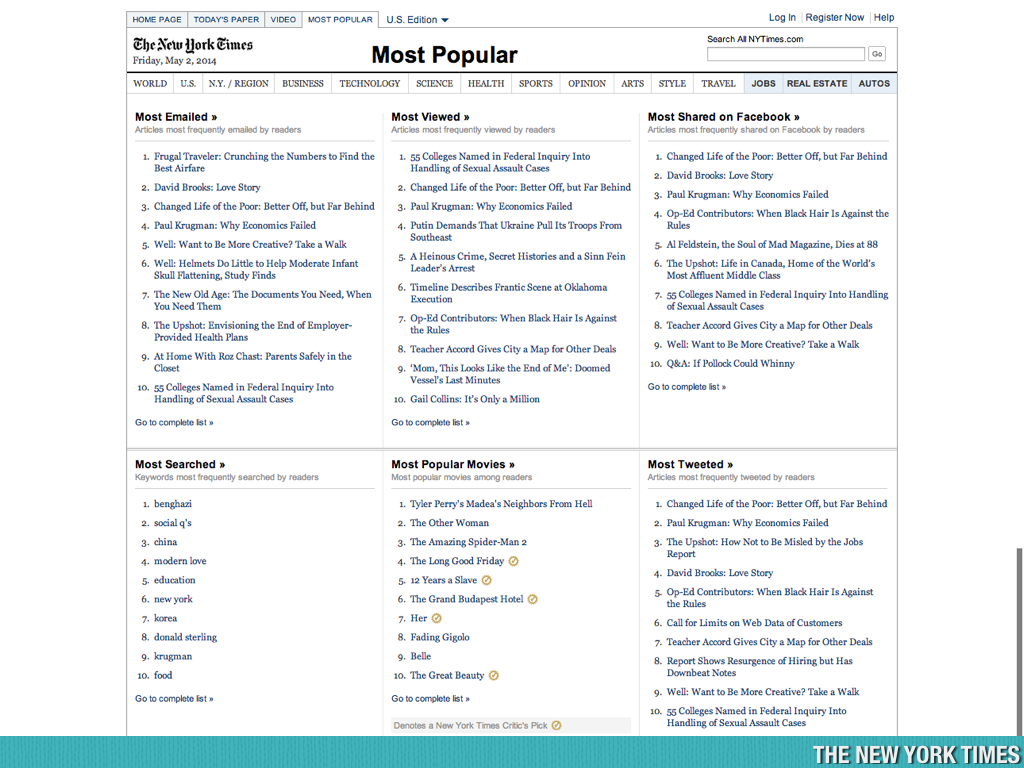 HOME PAGE
TODAY'S PAPER
VIDEO
MOST POPULAR
U.S. Edition
Log In
Register Now
Help
The New York Times
Friday, May 2, 2014
Most Popular
Search All NYTimes.com
Go
WORLD
U.S.
N.Y. / REGION
BUSINESS
TECHNOLOGY
SCIENCE
HEALTH
SPORTS
OPINION
ARTS
STYLE
TRAVEL
JOBS
REAL ESTATE
AUTOS
Most Emailed »
Articles most frequently emailed by readers
1. Frugal Traveler: Crunching the Numbers to Find the
Best Airfare
2. David Brooks: Love Story
3. Changed Life of the Poor: Better Off, but Far Behind
4. Paul Krugman: Why Economics Failed
5. Well: Want to Be More Creative? Take a Walk
6. Well: Helmets Do Little to Help Moderate Infant
Skull Flattening, Study Finds
7. The New Old Age: The Documents You Need, When
You Need Them
8. The Upshot: Envisioning the End of Employer-
Provided Health Plans
9. At Home With Roz Chast: Parents Safely in the
Closet
10. 55 Colleges Named in Federal Inquiry Into
Handling of Sexual Assault Cases
Go to complete list »
Most Viewed »
Articles most frequently viewed by readers
1. 55 Colleges Named in Federal Inquiry Into
Handling of Sexual Assault Cases
2. Changed Life of the Poor: Better Off, but Far Behind
3. Paul Krugman: Why Economics Failed
4. Putin Demands That Ukraine Pull Its Troops From
Southeast
5. A Heinous Crime, Secret Histories and a Sinn Fein
Leader's Arrest
6. Timeline Describes Frantic Scene at Oklahoma
Execution
7. Op-Ed Contributors: When Black Hair Is Against
the Rules
8. Teacher Accord Gives City a Map for Other Deals
9. 'Mom, This Looks Like the End of Me': Doomed
Vessel's Last Minutes
10. Gail Collins: It's Only a Million
Go to complete list »
Most Shared on Facebook »
Articles most frequently shared on Facebook by readers
1. Changed Life of the Poor: Better Off, but Far Behind
2. David Brooks: Love Story
3. Paul Krugman: Why Economics Failed
4. Op-Ed Contributors: When Black Hair Is Against the
Rules
5. Al Feldstein, the Soul of Mad Magazine, Dies at 88
6. The Upshot: Life in Canada, Home of the World's
Most Affluent Middle Class
7. 55 Colleges Named in Federal Inquiry Into Handling
of Sexual Assault Cases
8. Teacher Accord Gives City a Map for Other Deals
9. Well: Want to Be More Creative? Take a Walk
10. Q&A: If Pollock Could Whinny
Go to complete list »
Most Searched »
Keywords most frequently searched by readers
1. benghazi
2. social q's
3. china
4. modern love
5. education
6. new york
7. korea
8. donald sterling
9. krugman
10. food
Go to complete list »
Most Popular Movies »
Most popular movies among readers
1. Tyler Perry's Madea's Neighbors From Hell
2. The Other Woman
3. The Amazing Spider-Man 2
4. The Long Good Friday
5. 12 Years a Slave
6. The Grand Budapest Hotel
7. Her
8. Fading Gigolo
9. Belle
10. The Great Beauty
Go to complete list »
Denotes a New York Times Critic's Pick
Most Tweeted »
Articles most frequently tweeted by readers
1. Changed Life of the Poor: Better Off, but Far Behind
2. Paul Krugman: Why Economics Failed
3. The Upshot: How Not to Be Misled by the Jobs
Report
4. David Brooks: Love Story
5. Op-Ed Contributors: When Black Hair Is Against
the Rules
6. Call for Limits on Web Data of Customers
7. Teacher Accord Gives City a Map for Other Deals
8. Report Shows Resurgence of Hiring but Has
Downbeat Notes
9. Well: Want to Be More Creative? Take a Walk
10. 55 Colleges Named in Federal Inquiry Into
Handling of Sexual Assault Cases
THE NEW YORK TIMES